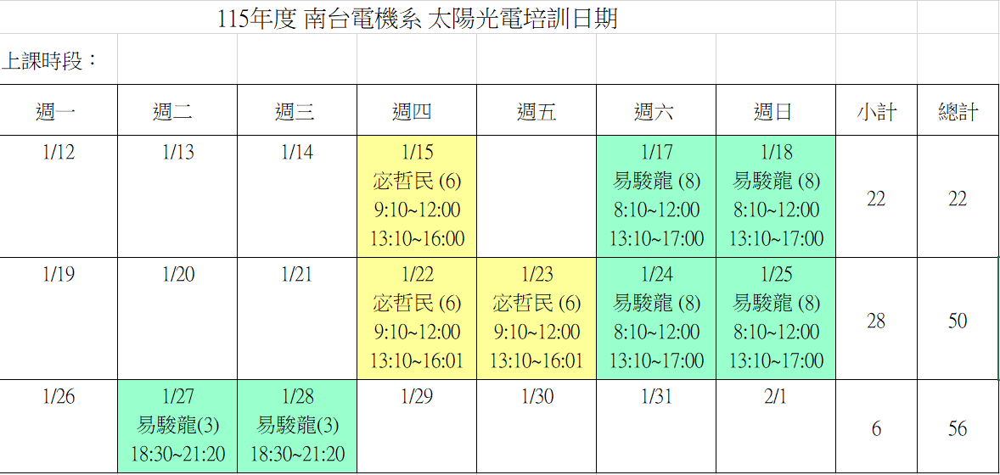 115年度 南台電機系 太陽光電培訓日期
上課時段：
週一 週二 週三 週四 週五 週六 週日 小計 總計
1/12 1/13 1/14 1/15 1/17 1/18
宓哲民 (6) 易駿龍 (8) 易駿龍 (8)
9:10~12:00 8:10~12:00 8:10~12:00 22 22
13:10~16:00 13:10~17:00 13:10~17:00
1/19 1/20 1/21 1/22 1/23 1/24 1/25
宓哲民 (6) 宓哲民 (6) 易駿龍 (8) 易駿龍 (8)
9:10~12:00 9:10~12:00 8:10~12:00 8:10~12:00 28 50
13:10~16:01 13:10~16:01 13:10~17:00 13:10~17:00
1/26 1/27 1/28 1/29 1/30 1/31 2/1
易駿龍(3) 易駿龍(3) 6 56
18:30~21:20 18:30~21:20